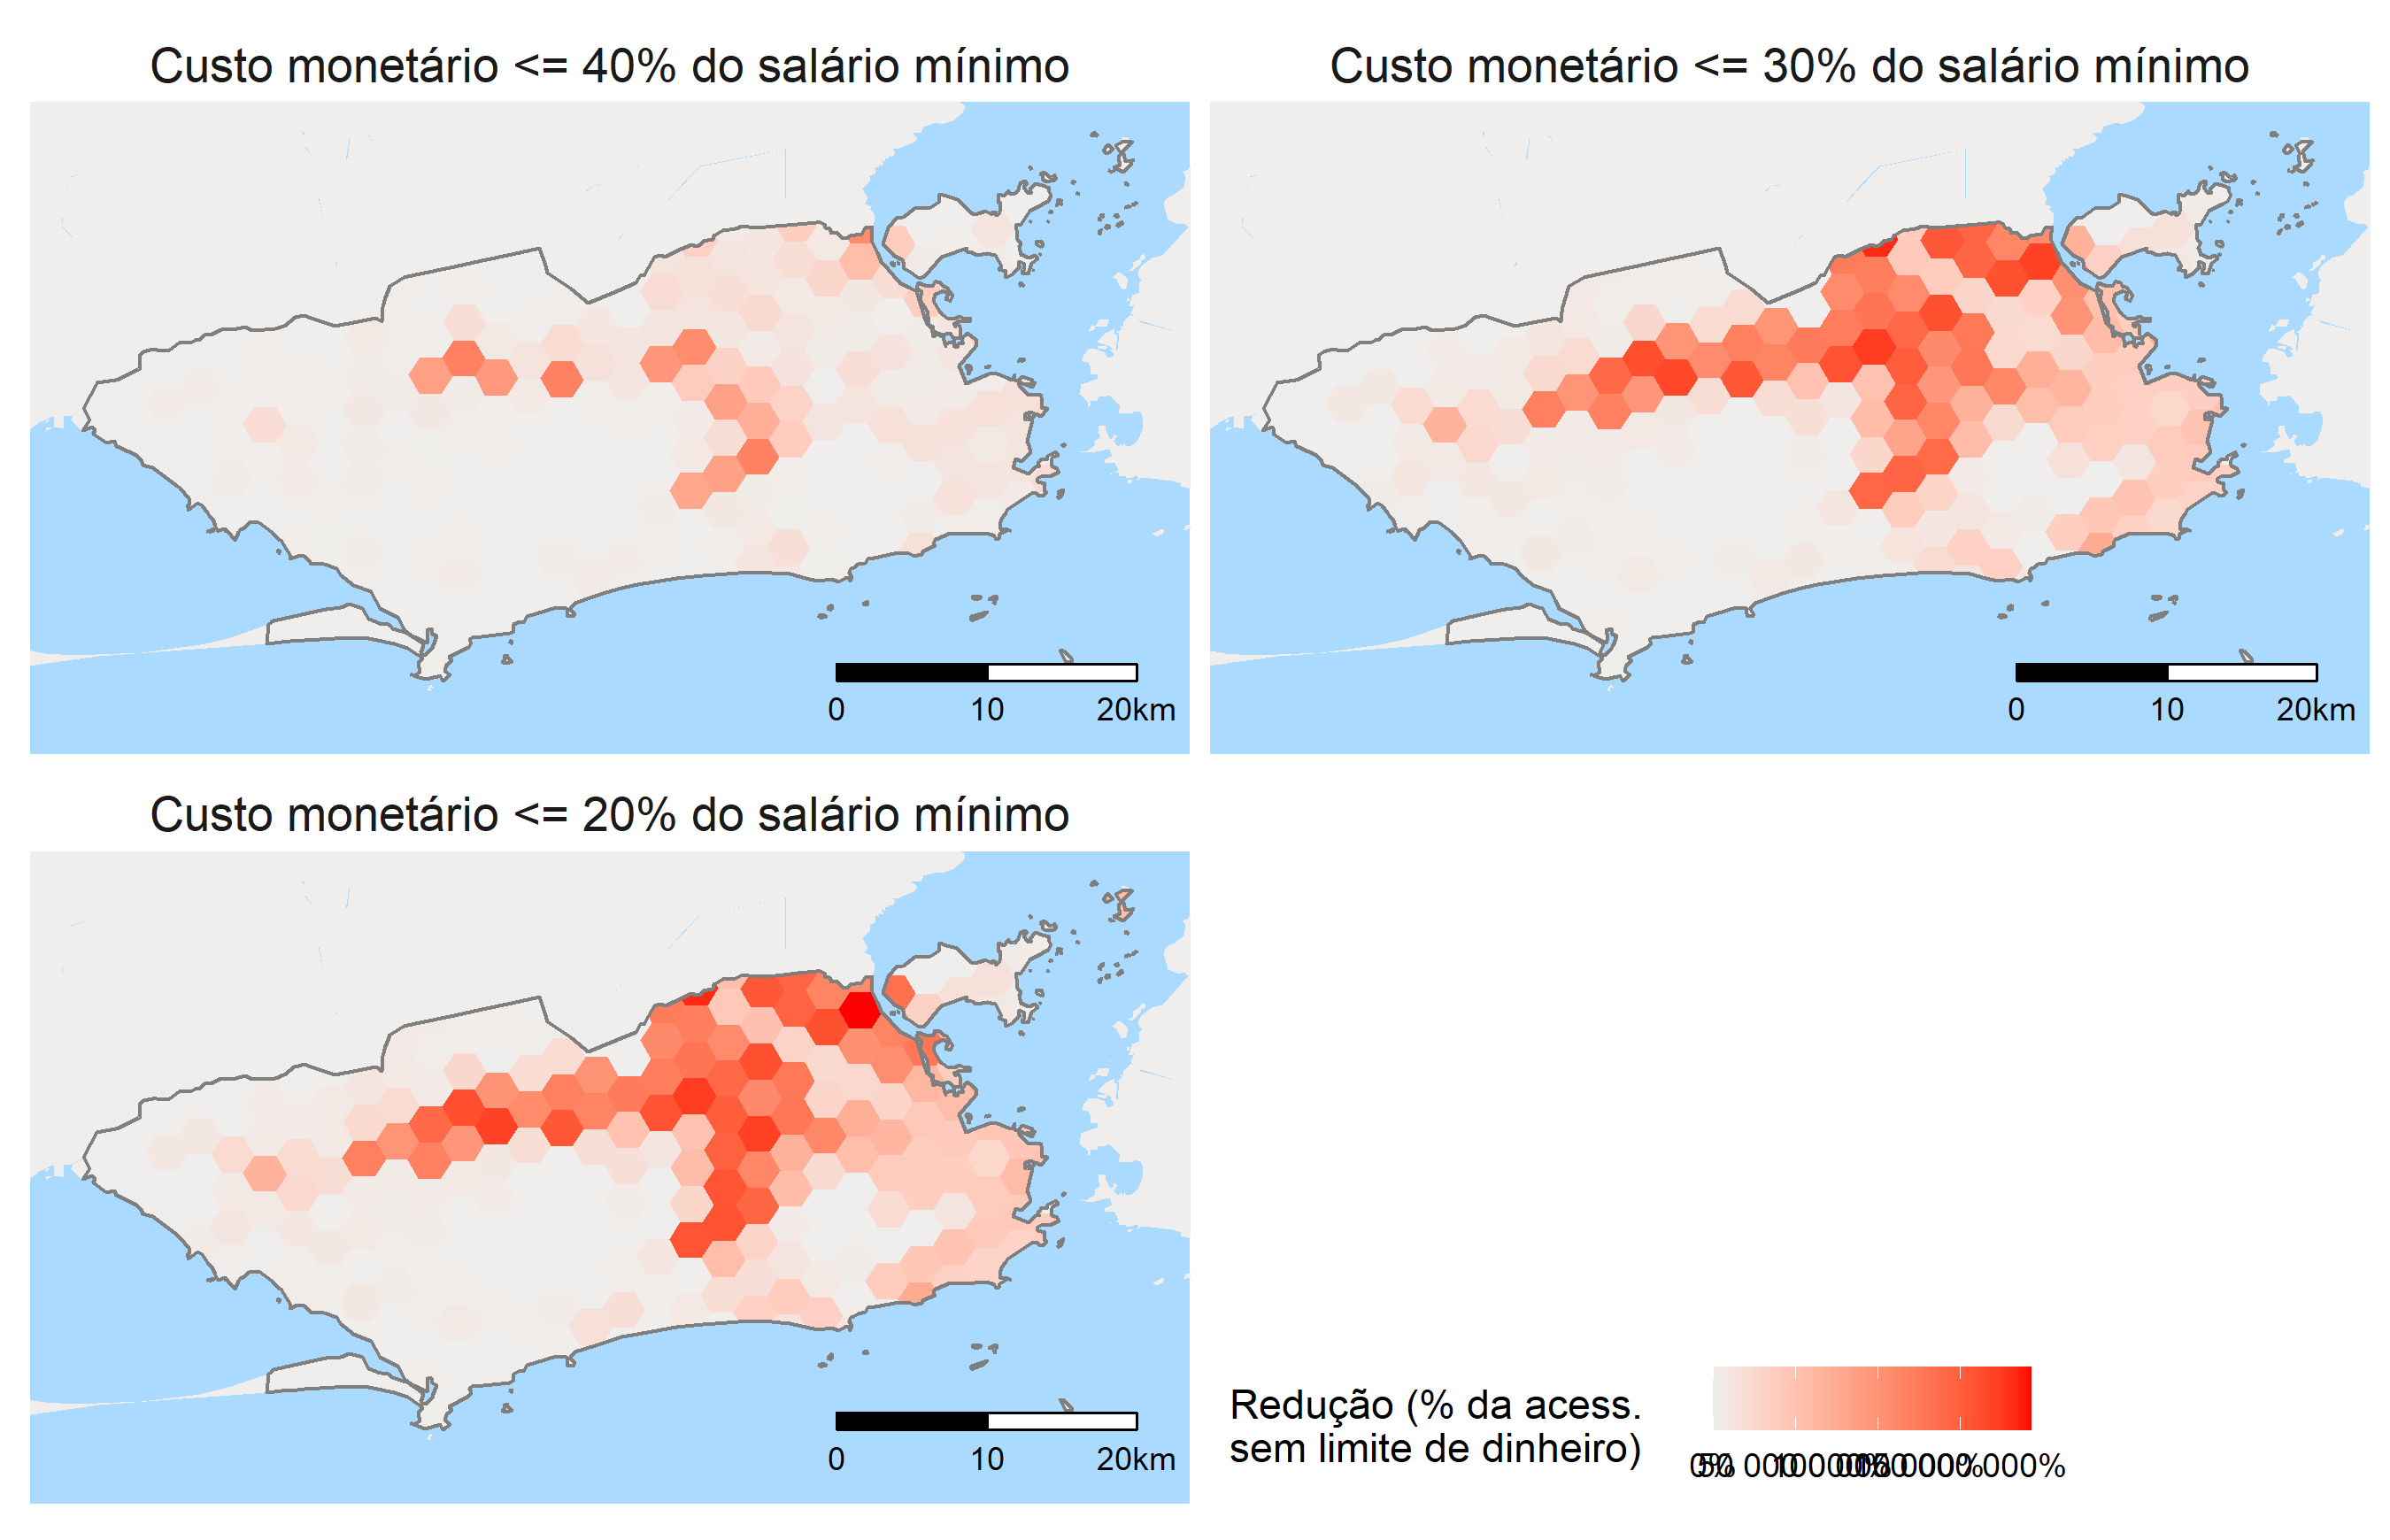 Custo monetário <= 40% do salário mínimo
Custo monetário <= 30% do salário mínimo
0 10 20km
0 10 20km
Custo monetário <= 20% do salário mínimo
0 10 20km
Redução (% da acess.
sem limite de dinheiro)